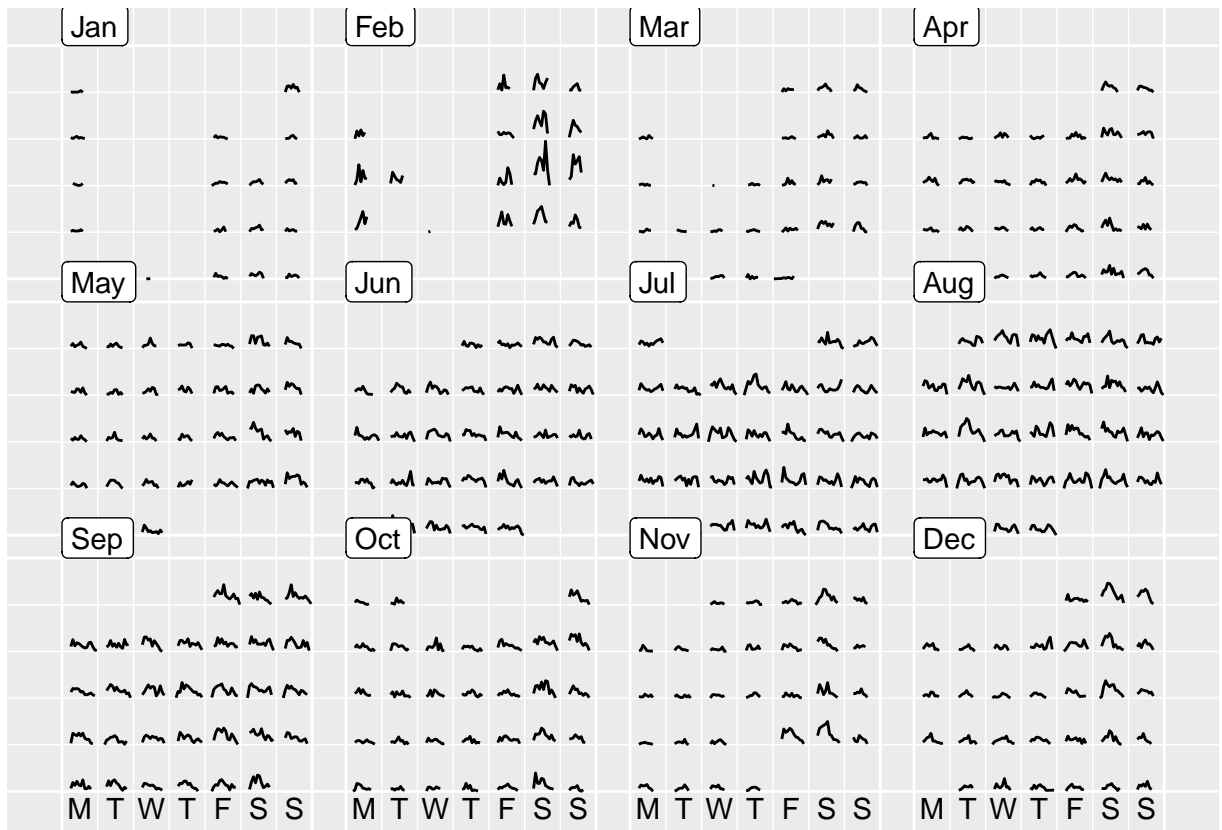 Jan Feb Mar Apr
May Jun Jul Aug
Sep Oct Nov Dec
M T W T F S S M T W T F S S M T W T F S S M T W T F S S